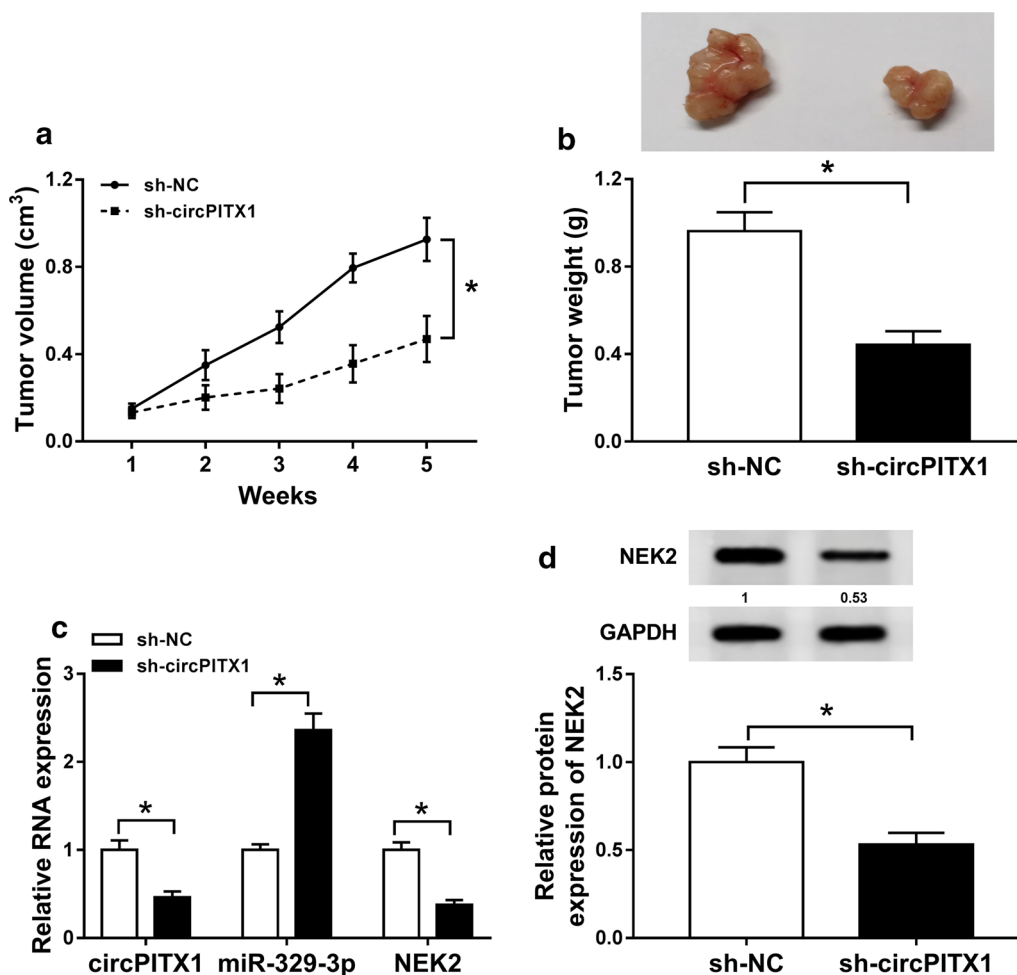 a
Tumor volume (cm³)
1.2
0.8
0.4
0.0
sh-NC
sh-circPITX1
*
1 2 3 4 5
Weeks
b
Tumor weight (g)
1.2
0.8
0.4
0.0
*
sh-NC sh-circPITX1
c
sh-NC
sh-circPITX1
Relative RNA expression
3
2
1
0
* * *
circPITX1 miR-329-3p NEK2
d
NEK2
1 0.53
GAPDH
Relative protein
expression of NEK2
1.5
1.0
0.5
0.0
*
sh-NC sh-circPITX1